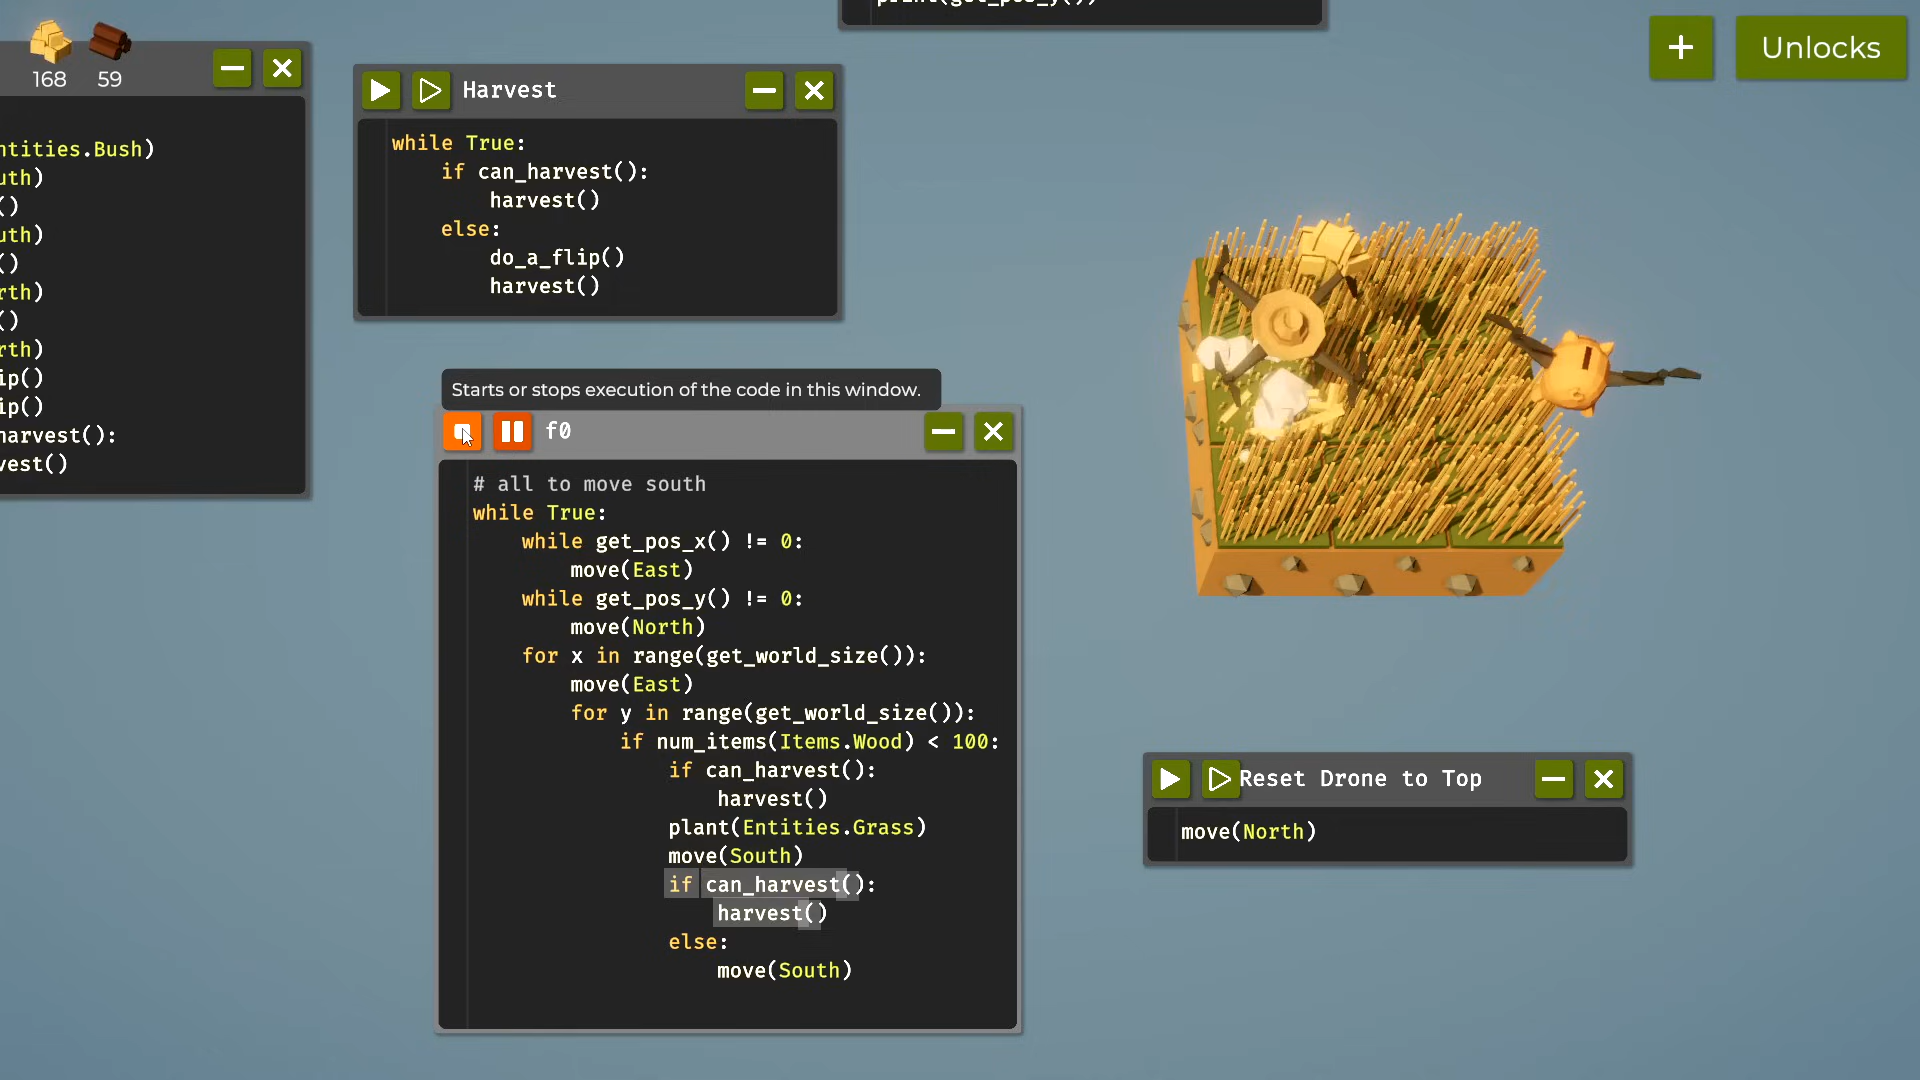 print(get_pos_y())
168 59
Unlocks
ntities.Bush)
uth)
()
uth)
()
rth)
()
rth)
ip()
ip()
harvest():
vest()
Harvest
while True:
if can_harvest():
harvest()
else:
do_a_flip()
harvest()
Starts or stops execution of the code in this window.
f0
# all to move south
while True:
while get_pos_x() != 0:
move(East)
while get_pos_y() != 0:
move(North)
for x in range(get_world_size()):
move(East)
for y in range(get_world_size()):
if num_items(Items.Wood) < 100:
if can_harvest():
harvest()
plant(Entities.Grass)
move(South)
if can_harvest():
harvest()
else:
move(South)
Reset Drone to Top
move(North)